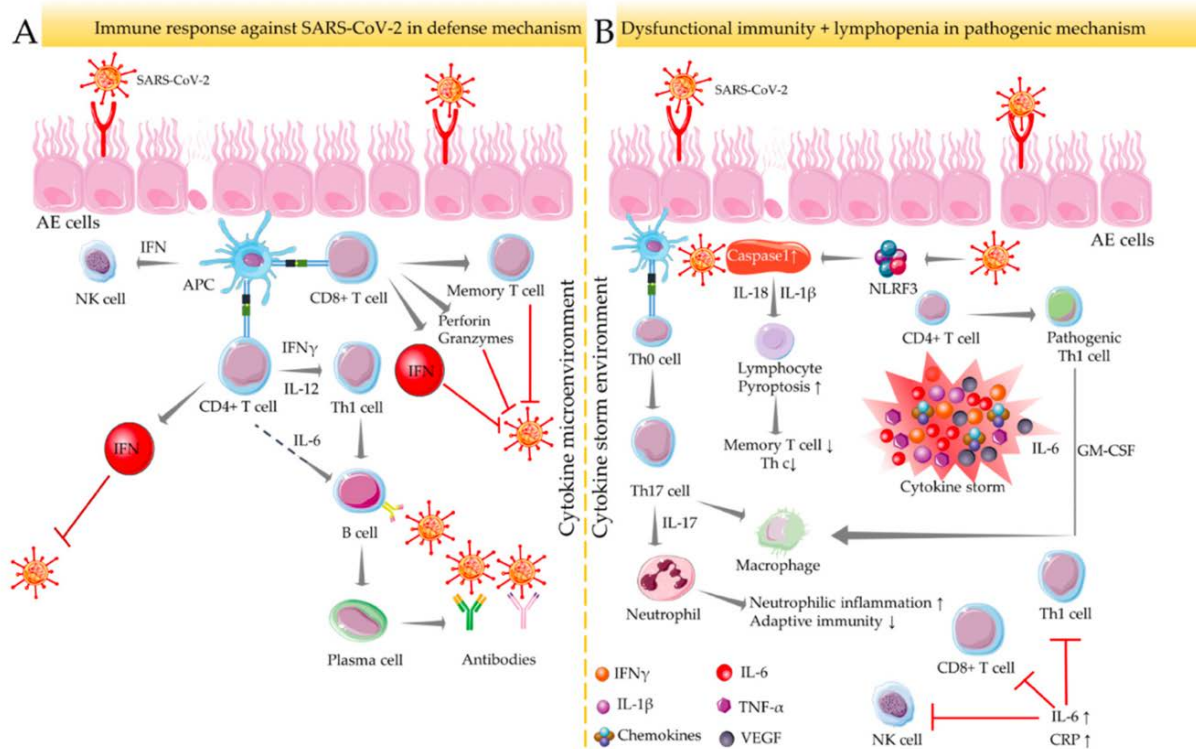 A
Immune response against SARS-CoV-2 in defense mechanism
SARS-CoV-2
AE cells
IFN
NK cell
APC
CD8+ T cell
Memory T cell
Perforin
Granzymes
IFN
IFNγ
IL-12
CD4+ T cell
Th1 cell
IFN
IL-6
B cell
Plasma cell
Antibodies
Cytokine microenvironment
Cytokine storm environment
B
Dysfunctional immunity + lymphopenia in pathogenic mechanism
SARS-CoV-2
AE cells
Caspase1↑
NLRF3
IL-18
IL-1β
Th0 cell
Lymphocyte
Pyroptosis ↑
CD4+ T cell
Pathogenic
Th1 cell
Memory T cell ↓
Th c↓
IL-6
GM-CSF
Cytokine storm
Th17 cell
IL-17
Macrophage
Neutrophil
Neutrophilic inflammation ↑
Adaptive immunity ↓
Th1 cell
CD8+ T cell
NK cell
IL-6 ↑
CRP ↑
IFNγ
IL-6
IL-1β
TNF-α
Chemokines
VEGF